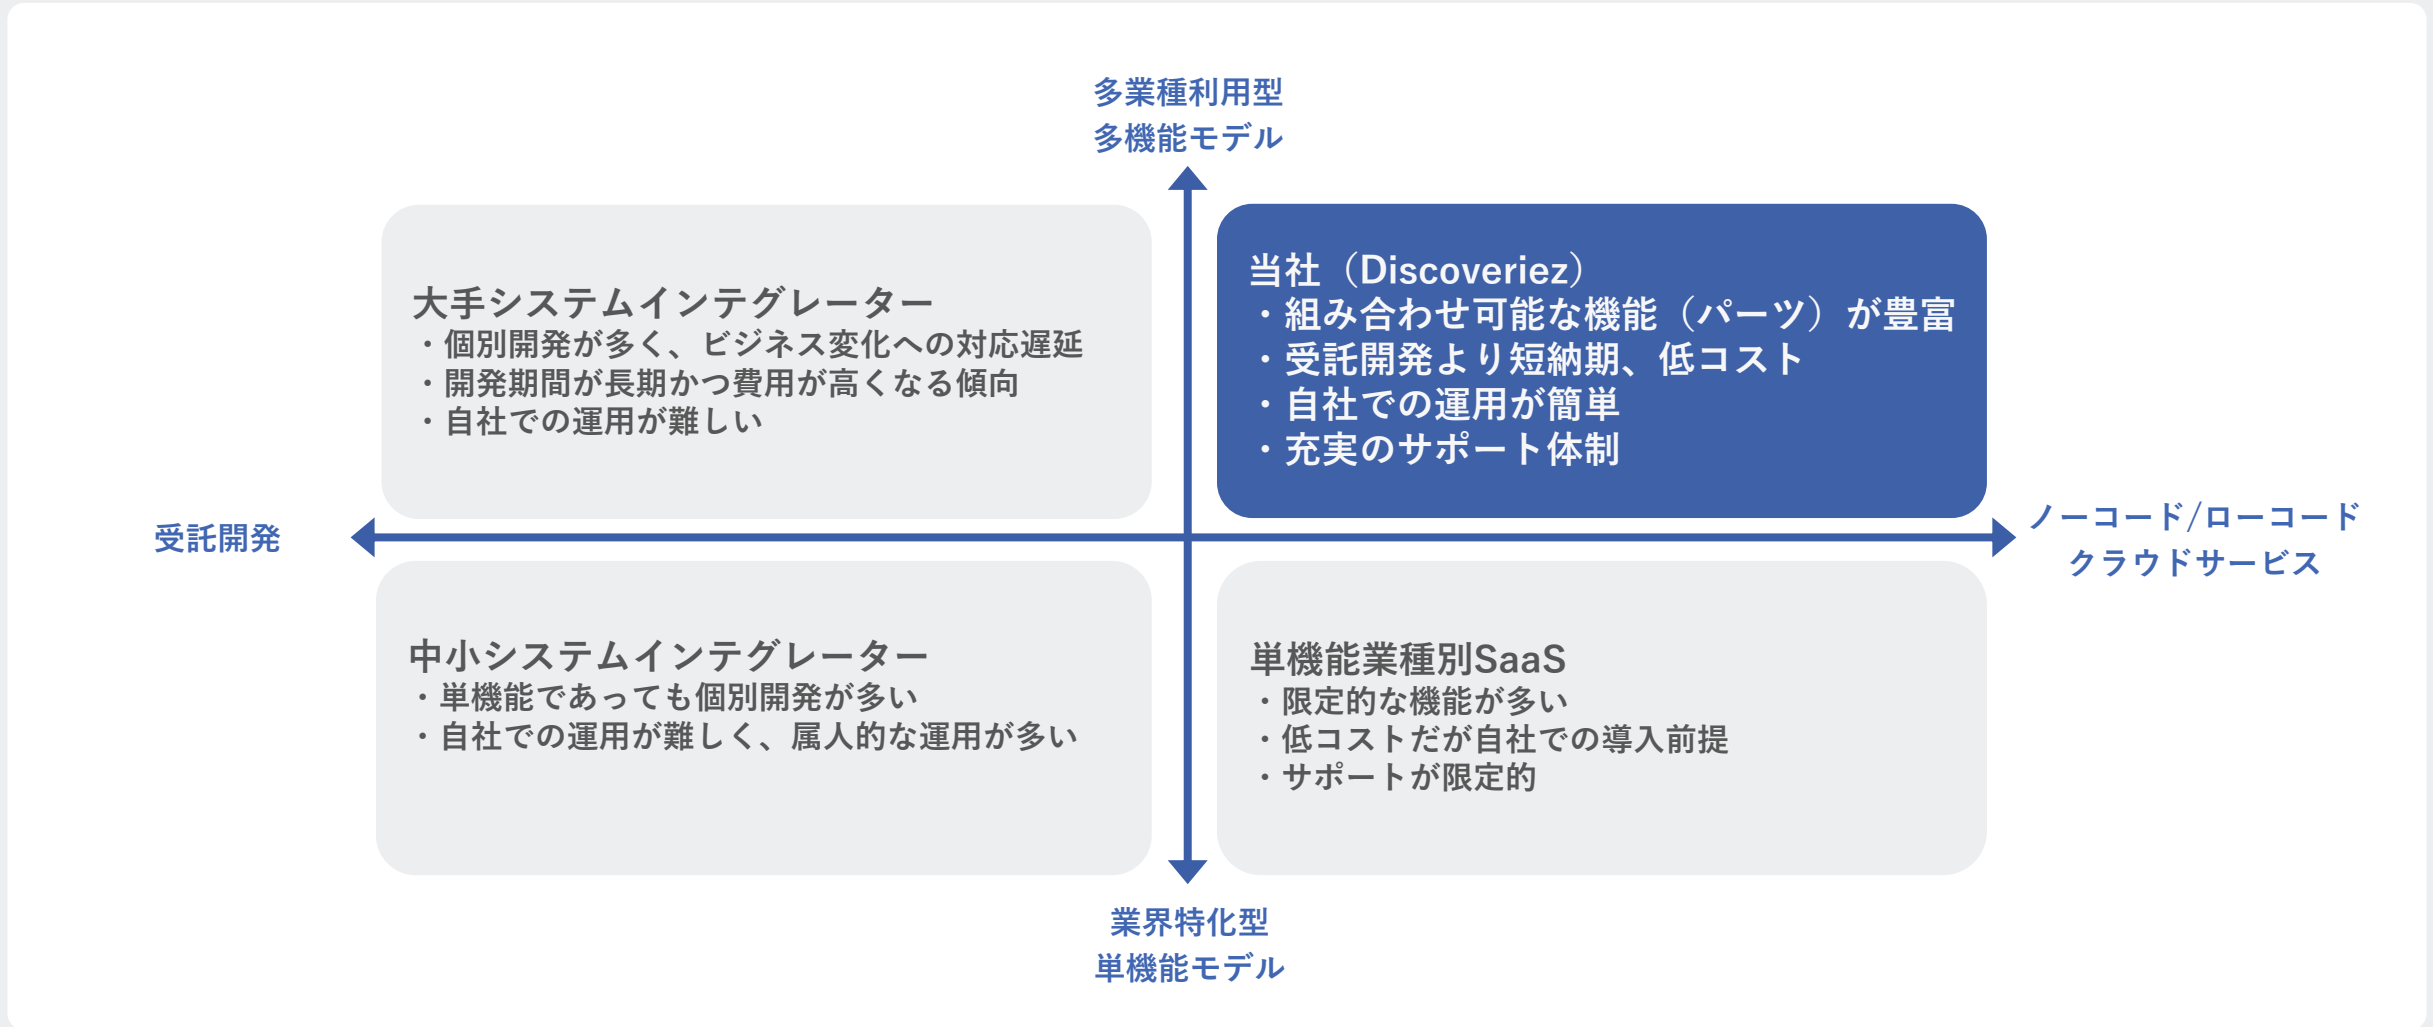 多業種利用型
多機能モデル
大手システムインテグレーター
・個別開発が多く、ビジネス変化への対応遅延
・開発期間が長期かつ費用が高くなる傾向
・自社での運用が難しい
当社（Discoveriez）
・組み合わせ可能な機能（パーツ）が豊富
・受託開発より短納期、低コスト
・自社での運用が簡単
・充実のサポート体制
受託開発
ノーコード/ローコード
クラウドサービス
中小システムインテグレーター
・単機能であっても個別開発が多い
・自社での運用が難しく、属人的な運用が多い
単機能業種別SaaS
・限定的な機能が多い
・低コストだが自社での導入前提
・サポートが限定的
業界特化型
単機能モデル